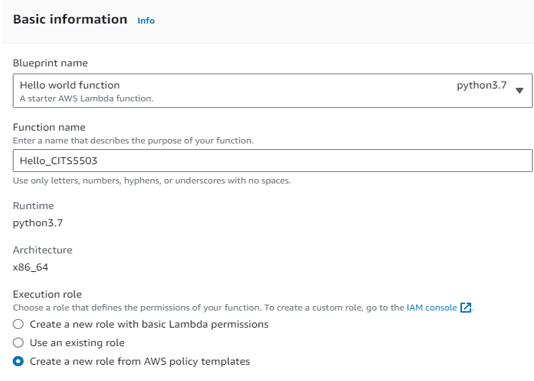 Basic information Info
Blueprint name
Hello world function python3.7
A starter AWS Lambda function.
Function name
Enter a name that describes the purpose of your function.
Hello_CITS5503
Use only letters, numbers, hyphens, or underscores with no spaces.
Runtime
python3.7
Architecture
x86_64
Execution role
Choose a role that defines the permissions of your function. To create a custom role, go to the IAM console.
Create a new role with basic Lambda permissions
Use an existing role
Create a new role from AWS policy templates